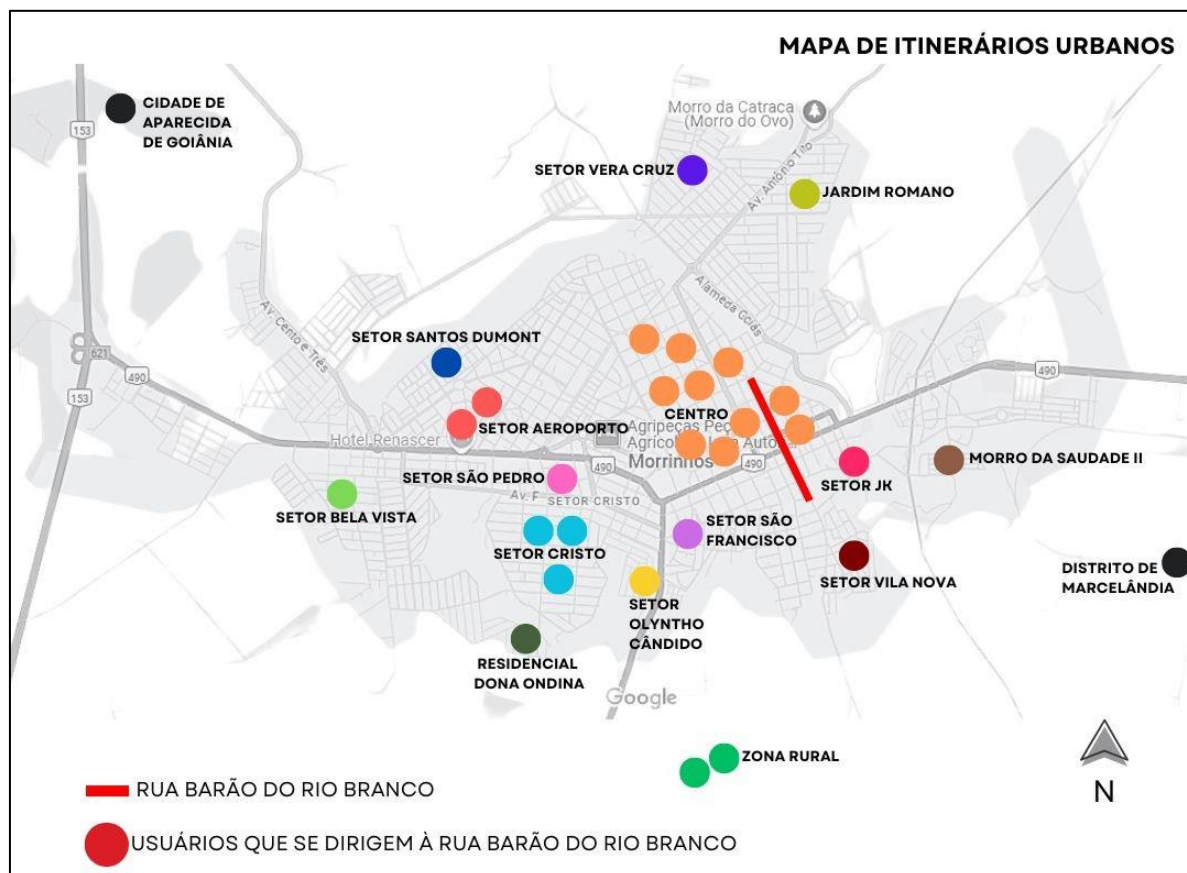 MAPA DE ITINERÁRIOS URBANOS
153
CIDADE DE
APARECIDA
DE GOIÂNIA
Morro da Catraca
(Morro do Ovo)
SETOR VERA CRUZ
JARDIM ROMANO
Av. Antônio Tito
Alameda Goiás
Av. Cento e Três
SETOR SANTOS DUMONT
621
490
153
490
490
CENTRO
SETOR AEROPORTO
Agripeças Peç
Hotel Renascer
Morrinhos
490
490
SETOR SÃO PEDRO
Av. F
SETOR CRISTO
SETOR JK
MORRO DA SAUDADE II
SETOR BELA VISTA
SETOR SÃO
FRANCISCO
SETOR CRISTO
SETOR VILA NOVA
DISTRITO DE
MARCELÂNDIA
SETOR
OLYNTHO
CÂNDIDO
RESIDENCIAL
DONA ONDINA
Google
ZONA RURAL
RUA BARÃO DO RIO BRANCO
N
USUÁRIOS QUE SE DIRIGEM À RUA BARÃO DO RIO BRANCO